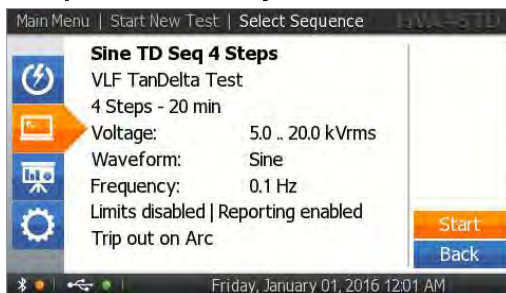 Main Menu | Start New Test | Select Sequence HVA45TD
Sine TD Seq 4 Steps
VLF TanDelta Test
4 Steps - 20 min
Voltage: 5.0 .. 20.0 kVrms
Waveform: Sine
Frequency: 0.1 Hz
Limits disabled | Reporting enabled
Trip out on Arc
Start
Back
Friday, January 01, 2016 12:01 AM